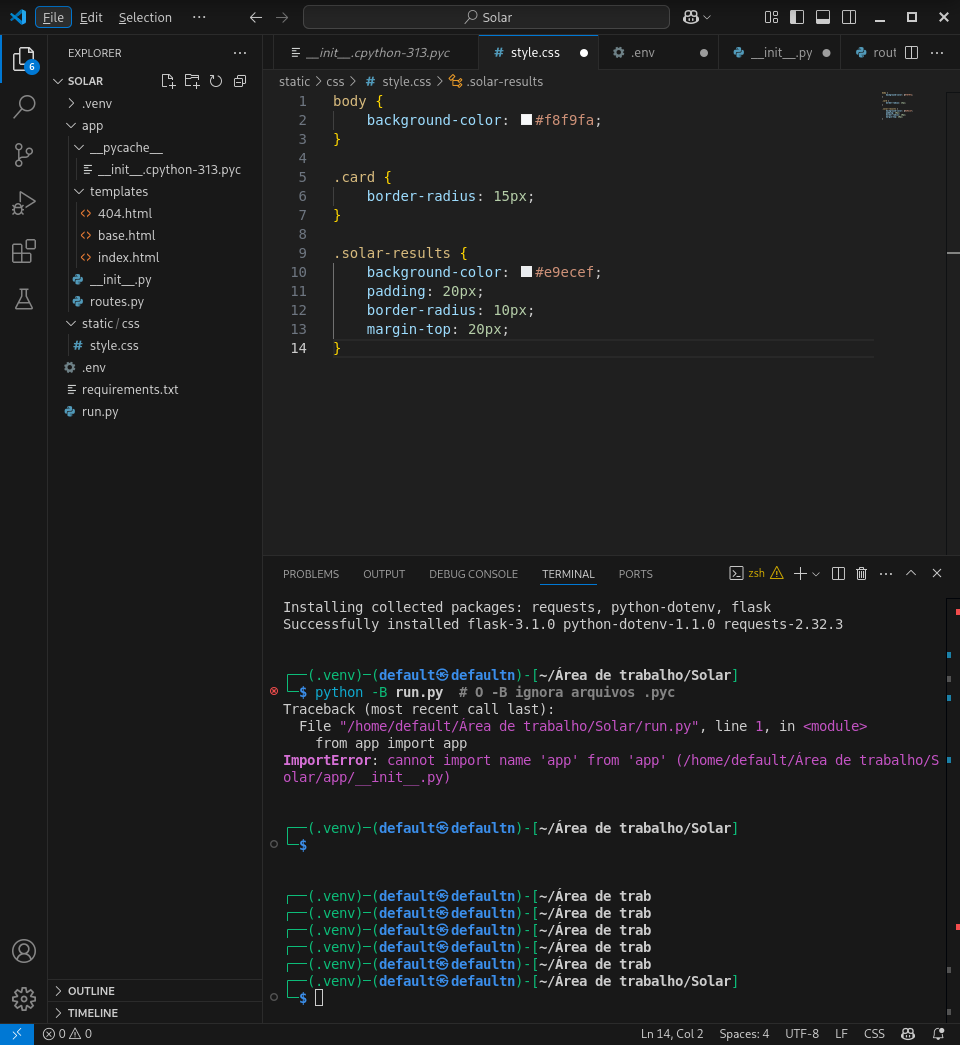 File Edit Selection ··· Solar
EXPLORER ···
6
SOLAR
.venv
app
__pycache__
__init__.cpython-313.pyc
templates
404.html
base.html
index.html
__init__.py
routes.py
static/css
# style.css
.env
requirements.txt
run.py
OUTLINE
TIMELINE
__init__.cpython-313.pyc # style.css .env __init__.py rout
static > css > # style.css > .solar-results
1 body {
2 background-color: #f8f9fa;
3 }
4
5 .card {
6 border-radius: 15px;
7 }
8
9 .solar-results {
10 background-color: #e9ecef;
11 padding: 20px;
12 border-radius: 10px;
13 margin-top: 20px;
14 }
PROBLEMS OUTPUT DEBUG CONSOLE TERMINAL PORTS zsh
Installing collected packages: requests, python-dotenv, flask
Successfully installed flask-3.1.0 python-dotenv-1.1.0 requests-2.32.3
┌──(.venv)─(default㉿defaultn)-[~/Área de trabalho/Solar]
└─$ python -B run.py # O -B ignora arquivos .pyc
Traceback (most recent call last):
File "/home/default/Área de trabalho/Solar/run.py", line 1, in <module>
from app import app
ImportError: cannot import name 'app' from 'app' (/home/default/Área de trabalho/S
olar/app/__init__.py)
┌──(.venv)─(default㉿defaultn)-[~/Área de trabalho/Solar]
└─$
┌──(.venv)─(default㉿defaultn)-[~/Área de trab
┌──(.venv)─(default㉿defaultn)-[~/Área de trab
┌──(.venv)─(default㉿defaultn)-[~/Área de trab
┌──(.venv)─(default㉿defaultn)-[~/Área de trab
┌──(.venv)─(default㉿defaultn)-[~/Área de trab
┌──(.venv)─(default㉿defaultn)-[~/Área de trabalho/Solar]
└─$
0 0 Ln 14, Col 2 Spaces: 4 UTF-8 LF CSS